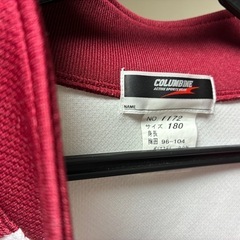 COLUMBINE
ACTIVE SPORTS WEAR
NAME
NO. 1172
サイズ 180
身長
胸囲 96-104